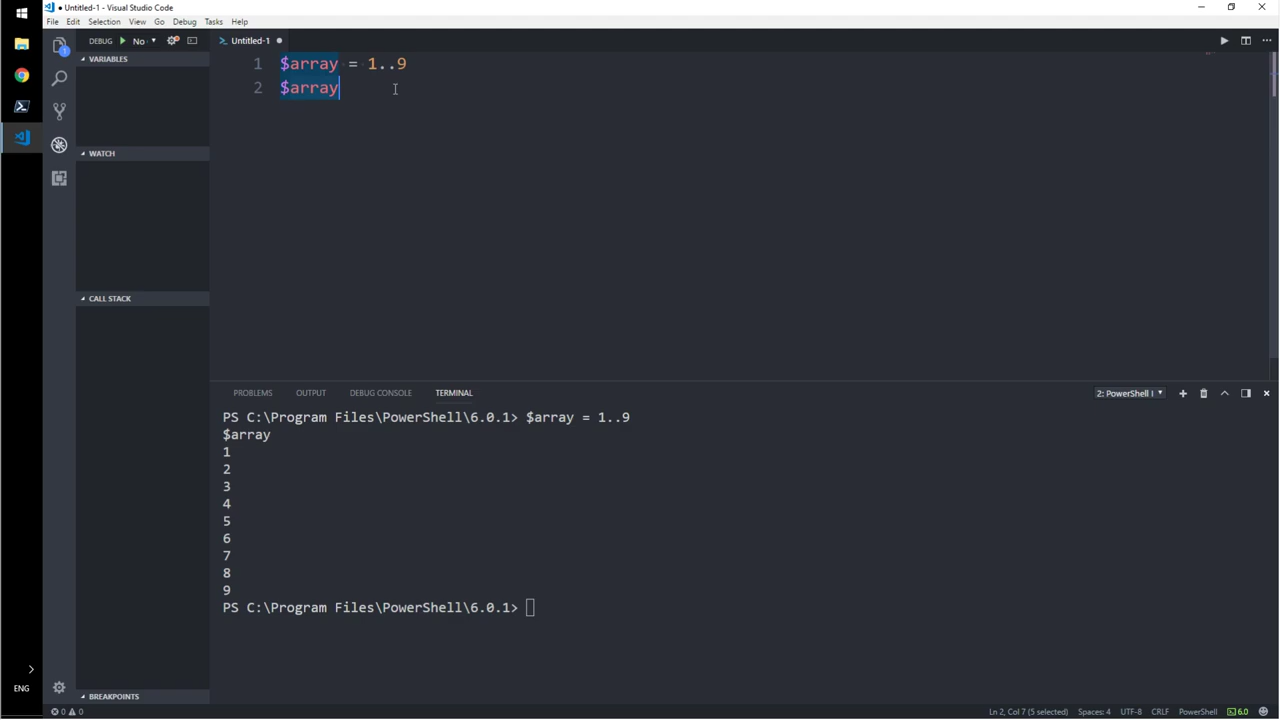 ● Untitled-1 - Visual Studio Code
File Edit Selection View Go Debug Tasks Help
DEBUG No Untitled-1 ●
VARIABLES
1 $array = 1..9
2 $array
1
WATCH
CALL STACK
PROBLEMS OUTPUT DEBUG CONSOLE TERMINAL 2: PowerShell I
PS C:\Program Files\PowerShell\6.0.1> $array = 1..9
$array
1
2
3
4
5
6
7
8
9
PS C:\Program Files\PowerShell\6.0.1>
ENG
BREAKPOINTS
0 0 Ln 2, Col 7 (5 selected) Spaces: 4 UTF-8 CRLF PowerShell 6.0